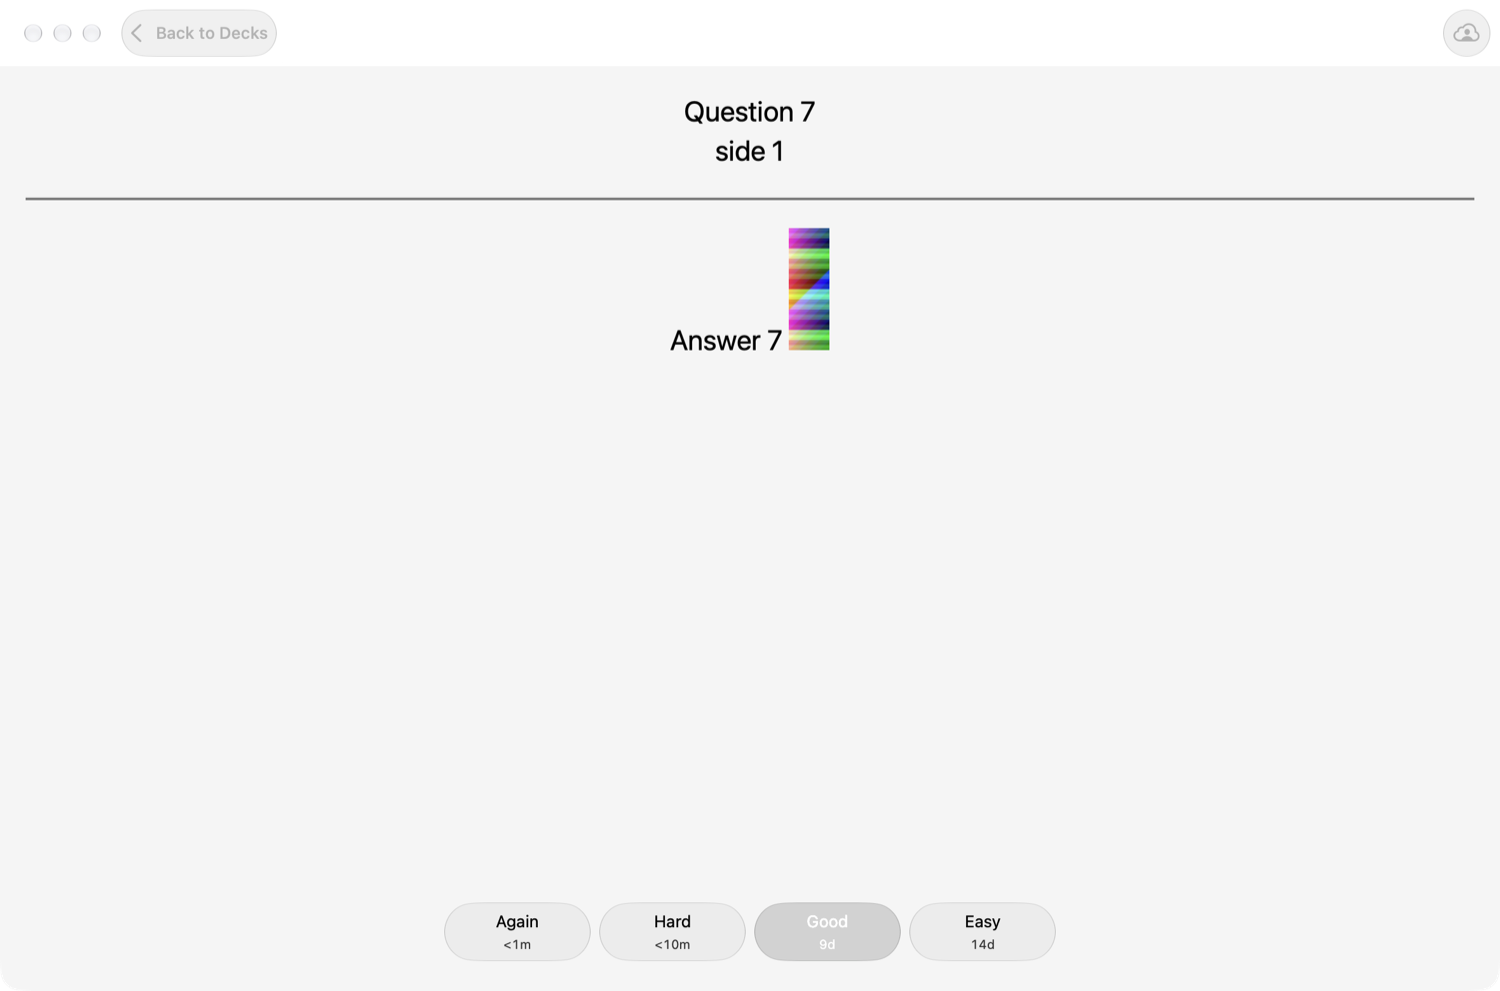 Back to Decks
Question 7
side 1
Answer 7
Again
<1m
Hard
<10m
Good
9d
Easy
14d